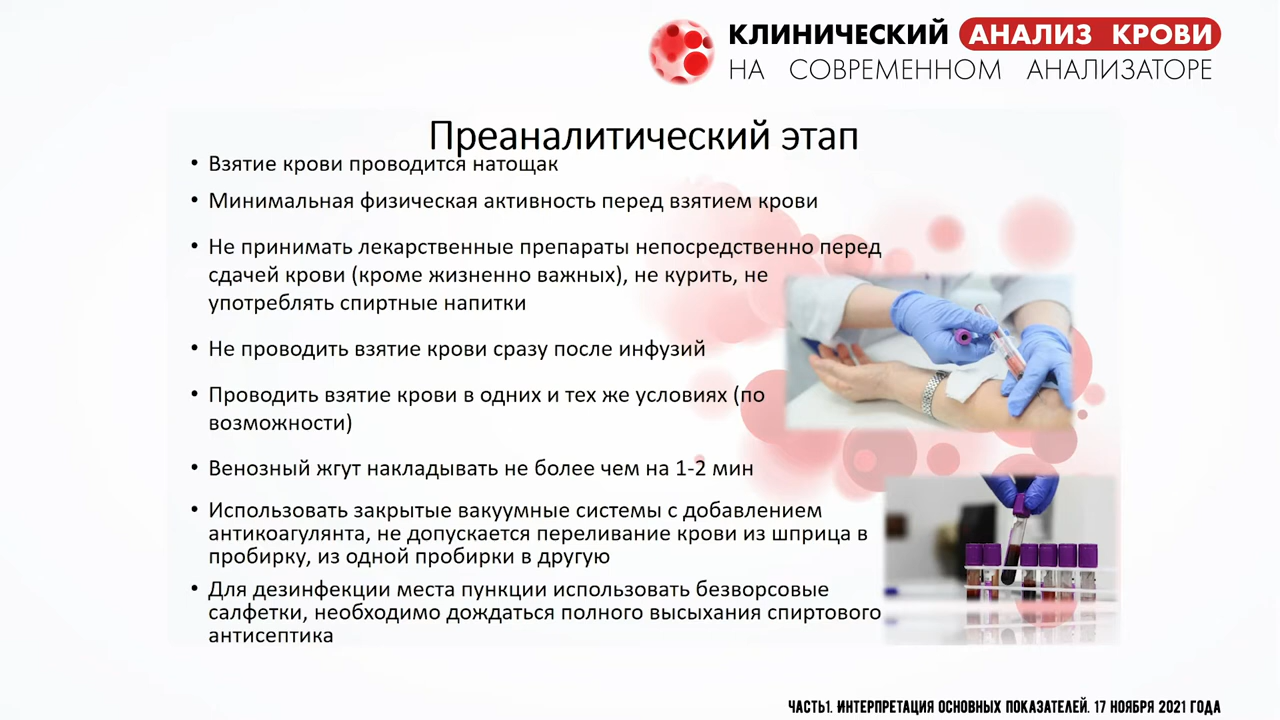 КЛИНИЧЕСКИЙ АНАЛИЗ КРОВИ
НА СОВРЕМЕННОМ АНАЛИЗАТОРЕ
Преаналитический этап
• Взятие крови проводится натощак
• Минимальная физическая активность перед взятием крови
• Не принимать лекарственные препараты непосредственно перед
сдачей крови (кроме жизненно важных), не курить, не
употреблять спиртные напитки
• Не проводить взятие крови сразу после инфузий
• Проводить взятие крови в одних и тех же условиях (по
возможности)
• Венозный жгут накладывать не более чем на 1-2 мин
• Использовать закрытые вакуумные системы с добавлением
антикоагулянта, не допускается переливание крови из шприца в
пробирку, из одной пробирки в другую
• Для дезинфекции места пункции использовать безворсовые
салфетки, необходимо дождаться полного высыхания спиртового
антисептика
ЧАСТЬ1. ИНТЕРПРЕТАЦИЯ ОСНОВНЫХ ПОКАЗАТЕЛЕЙ. 17 НОЯБРЯ 2021 ГОДА